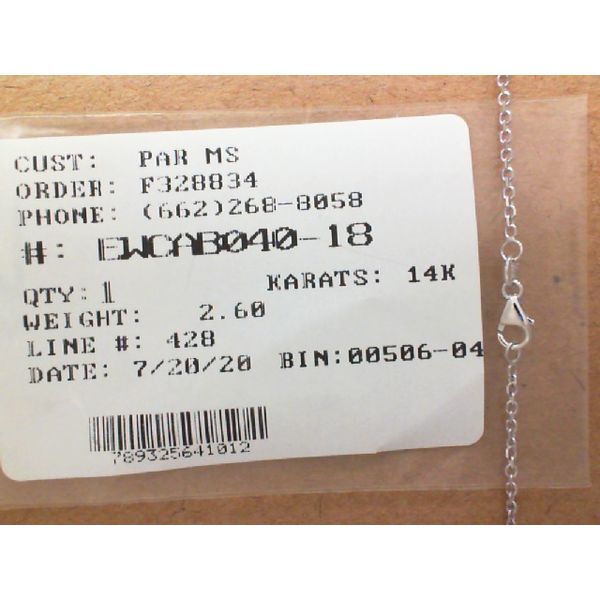 CUST: PAR MS
ORDER: F328834
PHONE: (662)268-8058
#: EWCAB040-18
QTY: 1 KARATS: 14K
WEIGHT: 2.60
LINE #: 428
DATE: 7/20/20 BIN:00506-04
789325641012